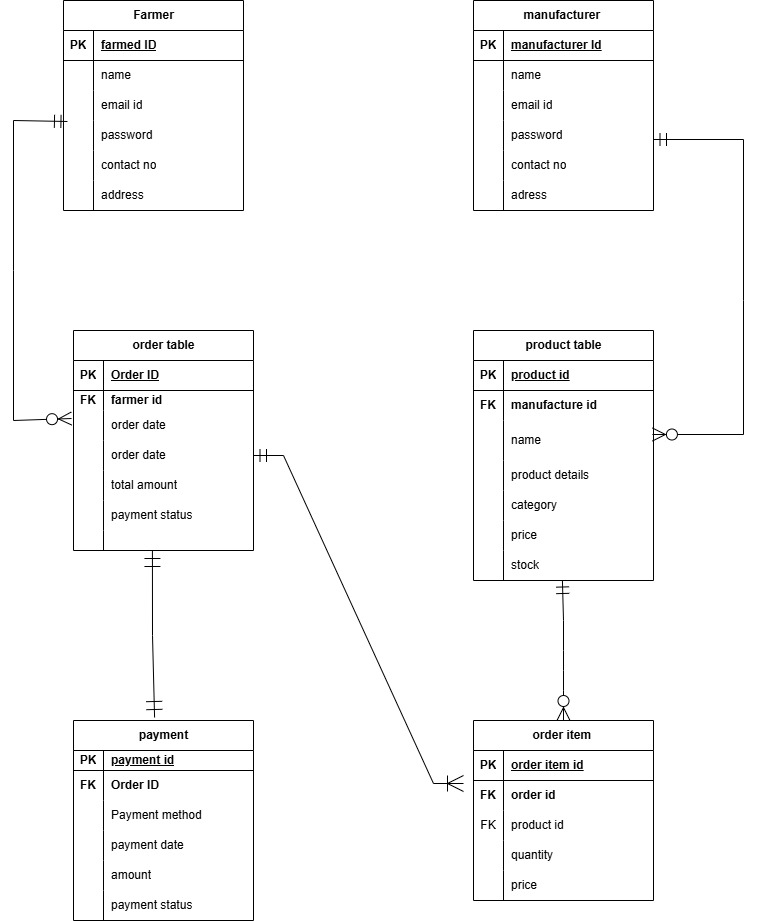 Farmer
PK farmed ID
name
email id
password
contact no
address
manufacturer
PK manufacturer Id
name
email id
password
contact no
adress
order table
PK Order ID
FK farmer id
order date
order date
total amount
payment status
product table
PK product id
FK manufacture id
name
product details
category
price
stock
payment
PK payment id
FK Order ID
Payment method
payment date
amount
payment status
order item
PK order item id
FK order id
FK product id
quantity
price